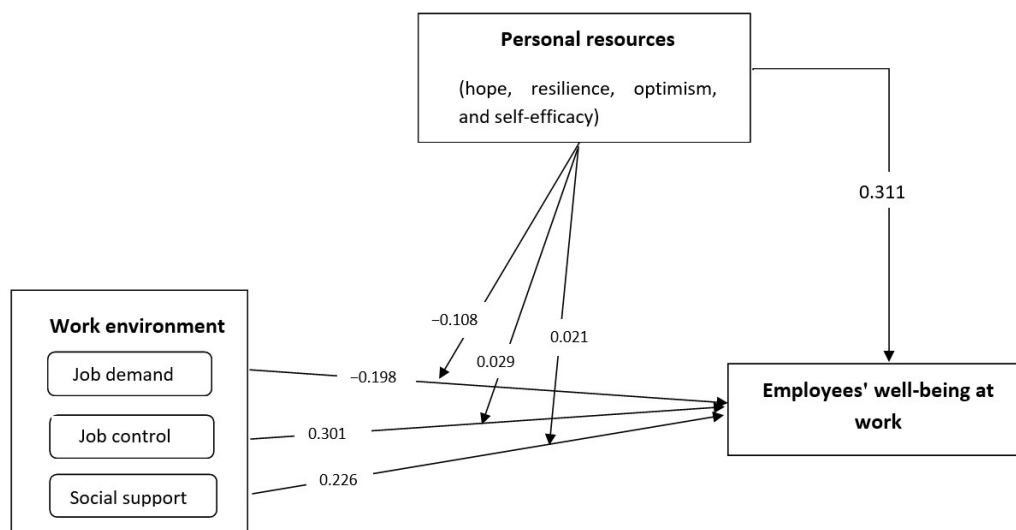 Personal resources
(hope, resilience, optimism,
and self-efficacy)
0.311
Work environment
Job demand
Job control
Social support
−0.108
0.029
0.021
−0.198
0.301
0.226
Employees' well-being at
work